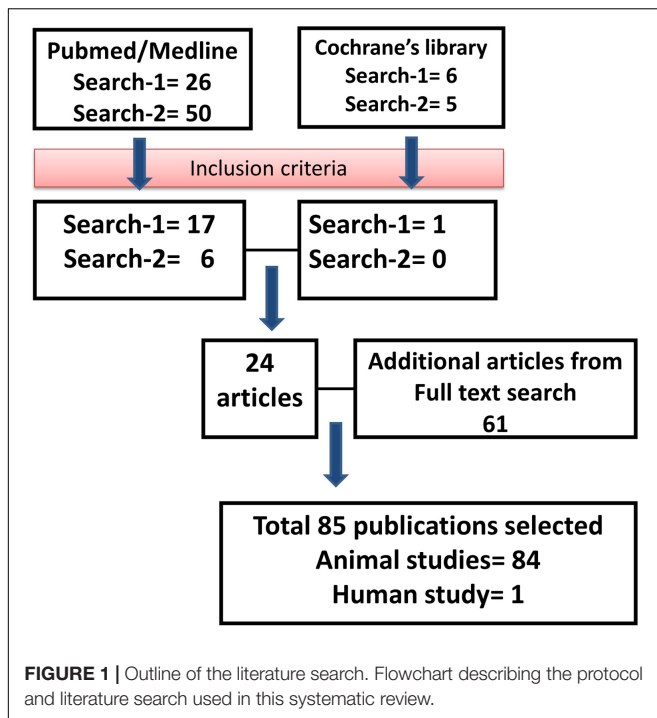 Pubmed/Medline
Search-1= 26
Search-2= 50
Cochrane's library
Search-1= 6
Search-2= 5
Inclusion criteria
Search-1= 17
Search-2= 6
Search-1= 1
Search-2= 0
24
articles
Additional articles from
Full text search
61
Total 85 publications selected
Animal studies= 84
Human study= 1
FIGURE 1 | Outline of the literature search. Flowchart describing the protocol
and literature search used in this systematic review.